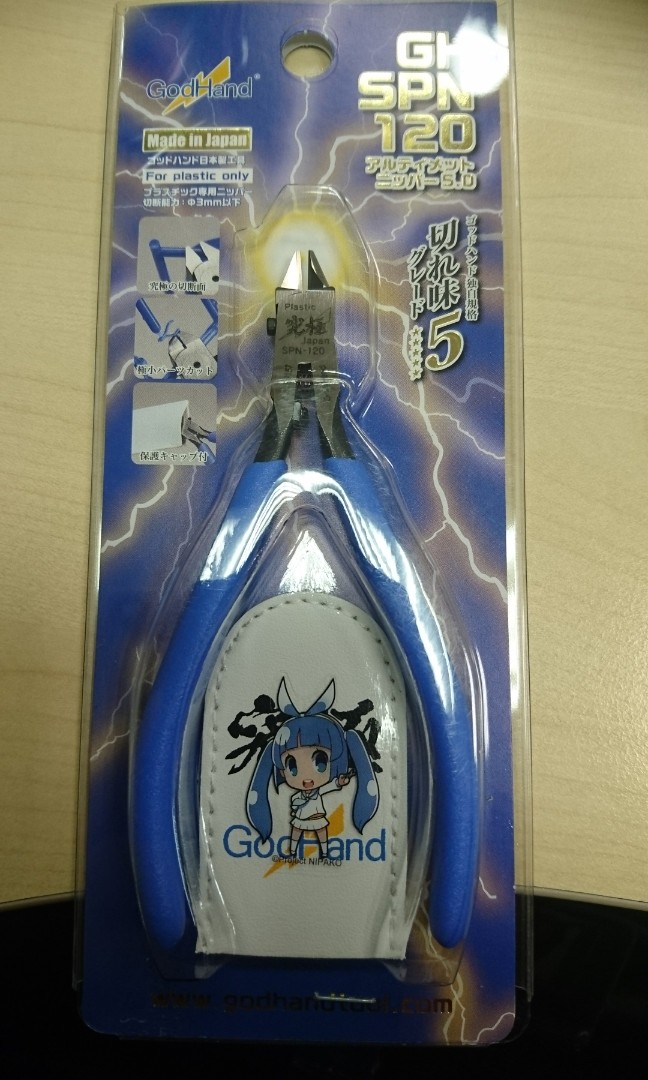 GodHand
GH
SPN
120
アルティメット
ニッパー5.0
Made in Japan
ゴッドハンド日本製工具
For plastic only
プラスチック専用ニッパー
切断能力：Φ3mm以下
ゴッドハンド独自規格
切れ味5
グレード
★★★★★
究極の切断面
極小パーツカット
保護キャップ付
Plastic
究極
Japan
SPN-120
GodHand
©Project NIPAKO
www.godhandtool.com